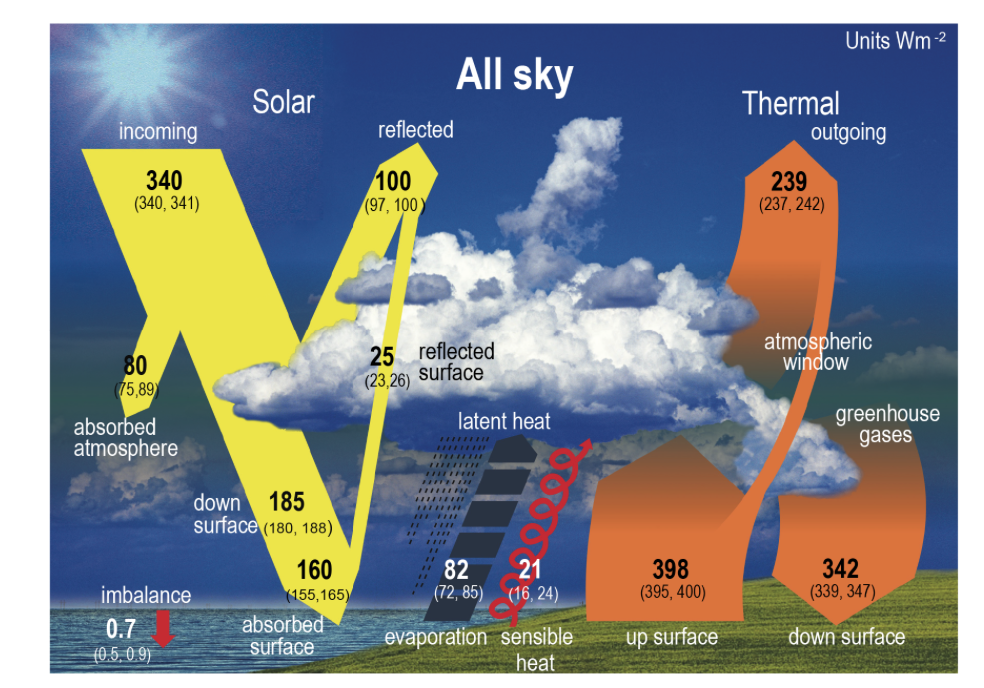 Units Wm-2
All sky
Solar
Thermal
incoming
reflected
outgoing
340
(340, 341)
100
(97, 100)
239
(237, 242)
80
(75,89)
absorbed
atmosphere
25
(23,26)
reflected
surface
atmospheric
window
latent heat
greenhouse
gases
down
surface
185
(180, 188)
160
(155,165)
absorbed
surface
82
(72, 85)
evaporation
21
(16, 24)
sensible
heat
398
(395, 400)
up surface
342
(339, 347)
down surface
imbalance
0.7
(0.5, 0.9)